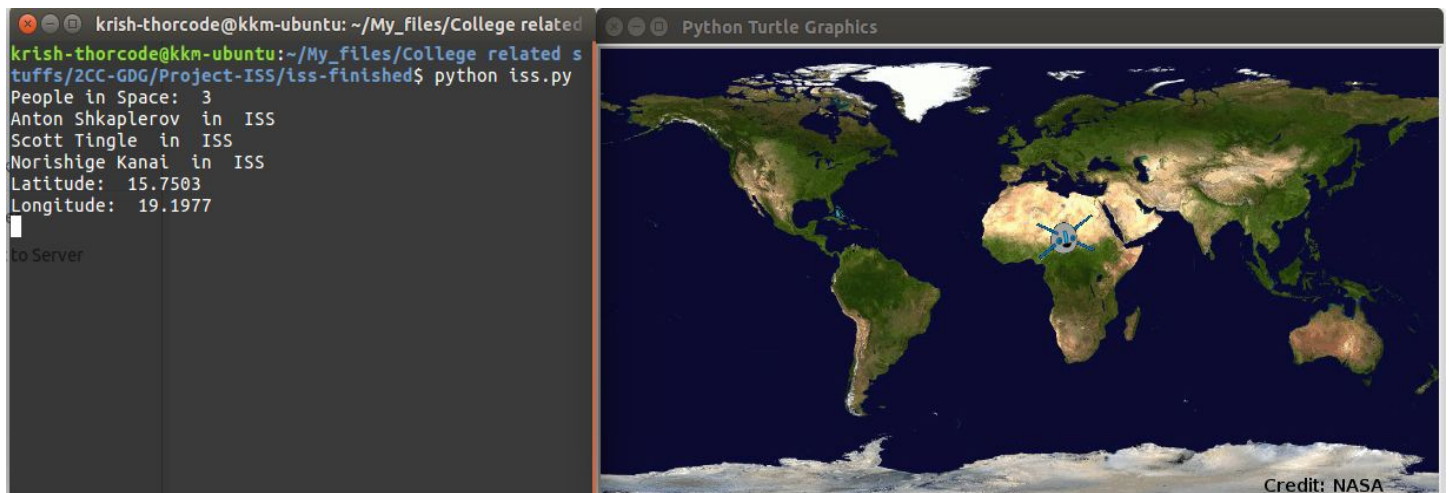 krish-thorcode@kkm-ubuntu: ~/My_files/College related
krish-thorcode@kkm-ubuntu:~/My_files/College related s
tuffs/2CC-GDG/Project-ISS/iss-finished$ python iss.py
People in Space:  3
Anton Shkaplerov  in  ISS
Scott Tingle  in  ISS
Norishige Kanai  in  ISS
Latitude:  15.7503
Longitude:  19.1977
to Server
Python Turtle Graphics
Credit: NASA